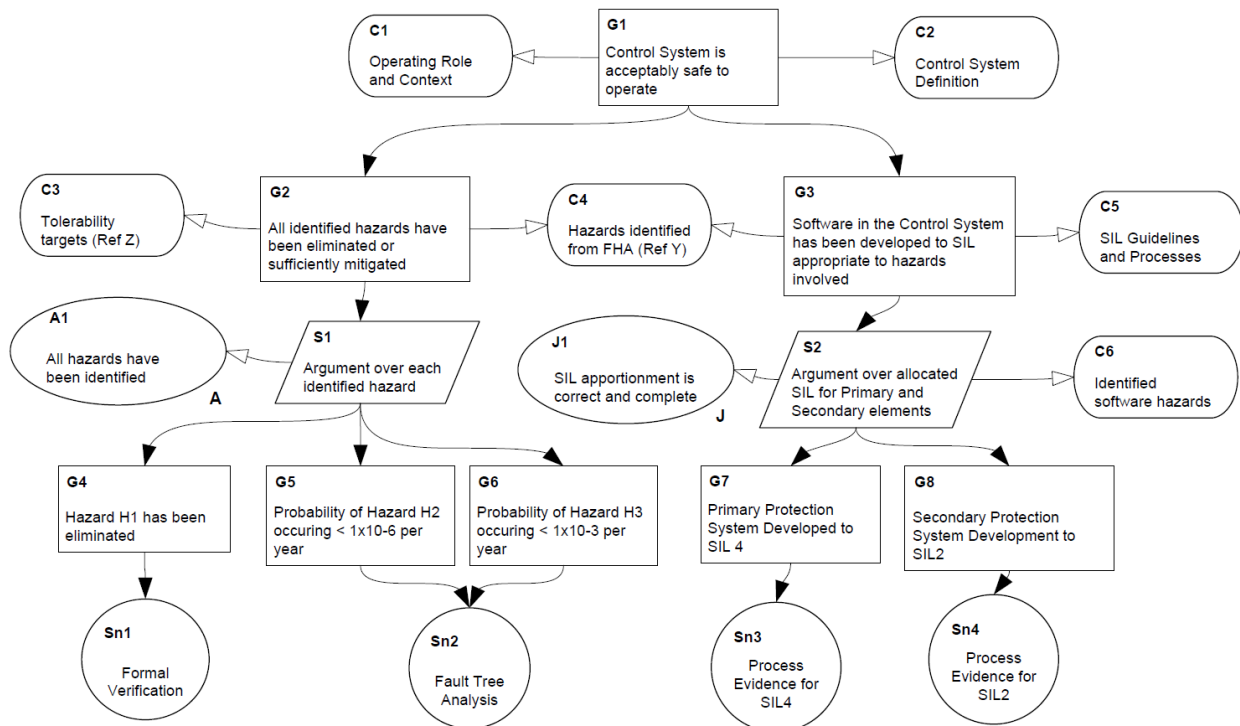 C1
Operating Role
and Context
G1
Control System is
acceptably safe to
operate
C2
Control System
Definition
C3
Tolerability
targets (Ref Z)
G2
All identified hazards have
been eliminated or
sufficiently mitigated
C4
Hazards identified
from FHA (Ref Y)
G3
Software in the Control System
has been developed to SIL
appropriate to hazards
involved
C5
SIL Guidelines
and Processes
A1
All hazards have
been identified
A
S1
Argument over each
identified hazard
J1
SIL apportionment is
correct and complete
J
S2
Argument over allocated
SIL for Primary and
Secondary elements
C6
Identified
software hazards
G4
Hazard H1 has been
eliminated
G5
Probability of Hazard H2
occuring < 1x10-6 per
year
G6
Probability of Hazard H3
occuring < 1x10-3 per
year
G7
Primary Protection
System Developed to
SIL 4
G8
Secondary Protection
System Development to
SIL2
Sn1
Formal
Verification
Sn2
Fault Tree
Analysis
Sn3
Process
Evidence for
SIL4
Sn4
Process
Evidence for
SIL2